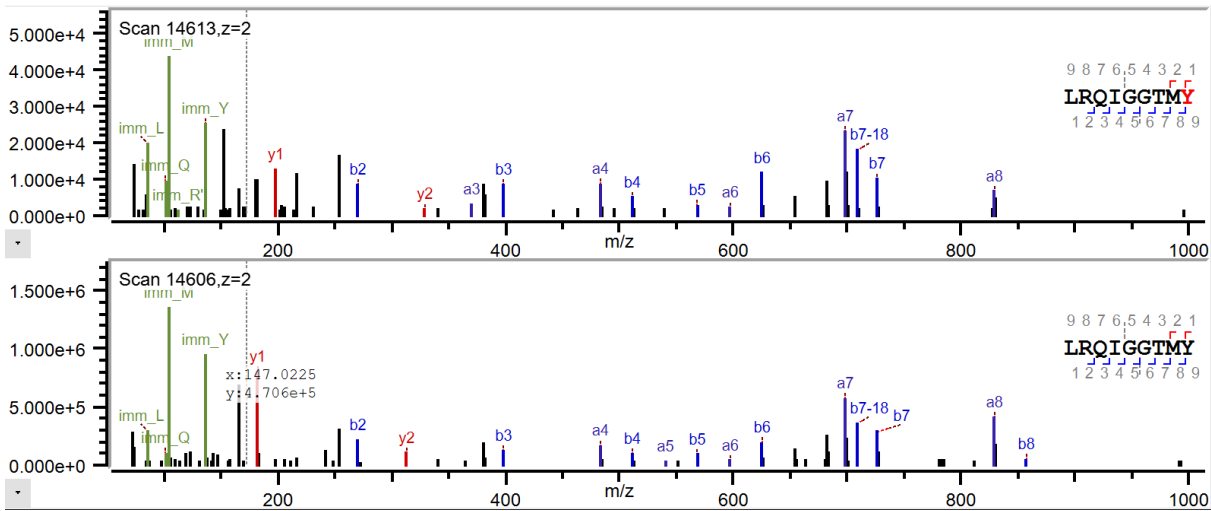 Scan 14613,z=2
5.000e+4
4.000e+4
3.000e+4
2.000e+4
1.000e+4
0.000e+0
imm_M
imm_Y
imm_L
imm_Q
imm_R'
y1
b2
y2
a3
b3
a4
b4
b5
a6
b6
a7
b7-18
b7
a8
9 8 7 6 5 4 3 2 1
LRQIGGTMY
1 2 3 4 5 6 7 8 9
200 400 600 800 1000
m/z
Scan 14606,z=2
1.500e+6
1.000e+6
5.000e+5
0.000e+0
imm_M
imm_Y
imm_L
imm_Q
y1
x:147.0225
y:4.706e+5
b2
y2
b3
a4
b4
a5
b5
a6
b6
a7
b7-18
b7
a8
b8
9 8 7 6 5 4 3 2 1
LRQIGGTMY
1 2 3 4 5 6 7 8 9
200 400 600 800 1000
m/z